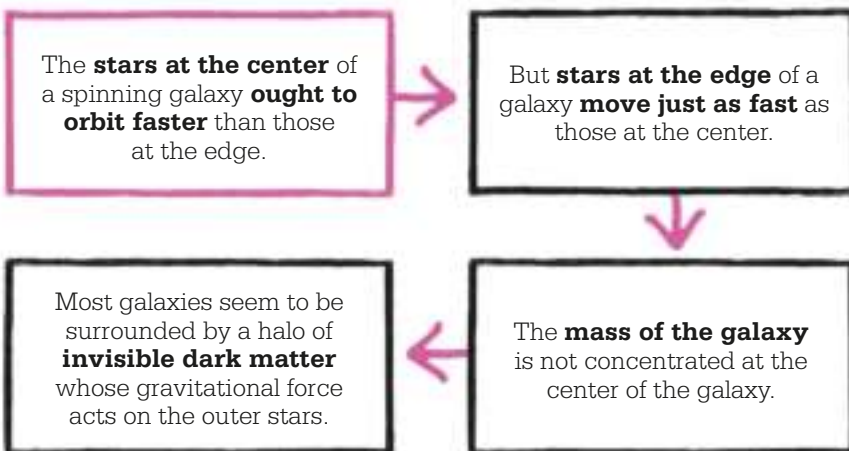 The stars at the center of
a spinning galaxy ought to
orbit faster than those
at the edge.
But stars at the edge of a
galaxy move just as fast as
those at the center.
The mass of the galaxy
is not concentrated at the
center of the galaxy.
Most galaxies seem to be
surrounded by a halo of
invisible dark matter
whose gravitational force
acts on the outer stars.